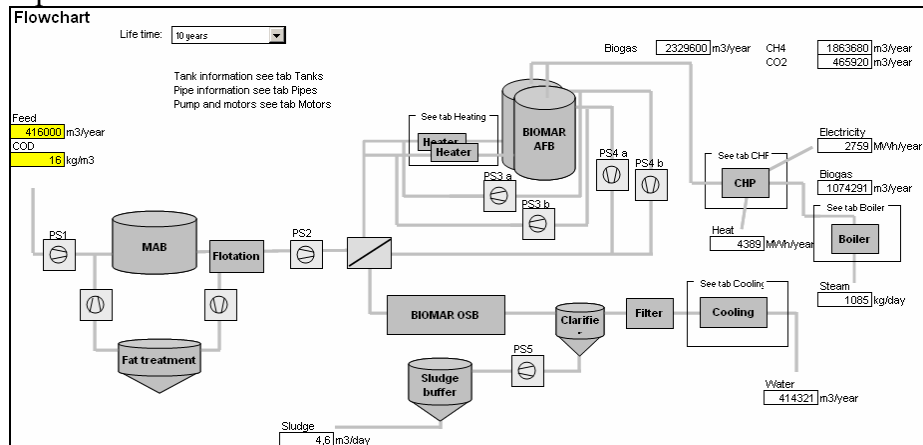 Flowchart
Life time: 10 years
Tank information see tab Tanks
Pipe information see tab Pipes
Pump and motors see tab Motors
Biogas 2329600 m3/year CH4 1863680 m3/year
CO2 465920 m3/year
Feed
416000 m3/year
COD
16 kg/m3
See tab Heating
Heater
Heater
BIOMAR
AFB
PS3 a
PS3 b
PS4 a
PS4 b
Electricity
2759 MWh/year
See tab CHF
CHP
Biogas
1074291 m3/year
See tab Boiler
Boiler
Heat
4389 MWh/year
Steam
1085 kg/day
PS1
MAB
Flotation
PS2
Fat treatment
BIOMAR OSB
Clarifie
r
Filter
See tab Cooling
Cooling
PS5
Sludge
buffer
Water
414321 m3/year
Sludge
4,6 m3/day